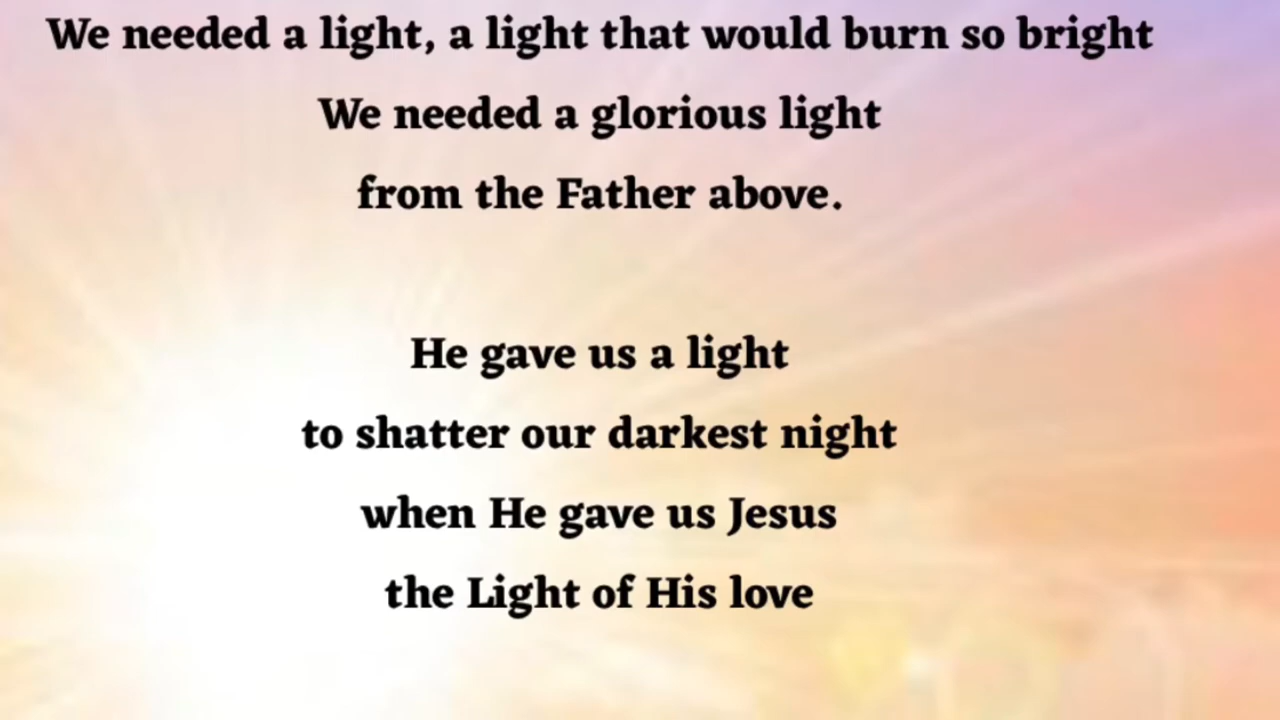 We needed a light, a light that would burn so bright
We needed a glorious light
from the Father above.
He gave us a light
to shatter our darkest night
when He gave us Jesus
the Light of His love